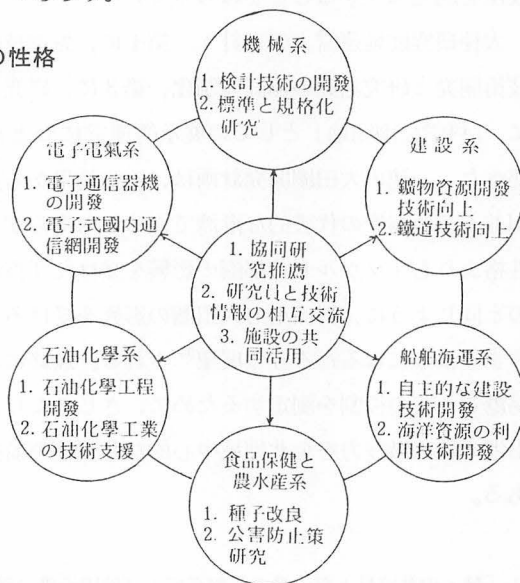 の性格
機械系
1. 検計技術の開發
2. 標準と規格化
研究
電子電氣系
1. 電子通信器機
の開發
2. 電子式國内通
信網開發
建設系
1. 鑛物資源開發
技術向上
2. 鐵道技術向上
1. 協同研
究推薦
2. 研究員と技術
情報の相互交流
3. 施設の共
同活用
石油化學系
1. 石油化學工程
開發
2. 石油化學工業
の技術支援
船舶海運系
1. 自主的な建設
技術開發
2. 海洋資源の利
用技術開發
食品保健と
農水産系
1. 種子改良
2. 公害防止策
研究